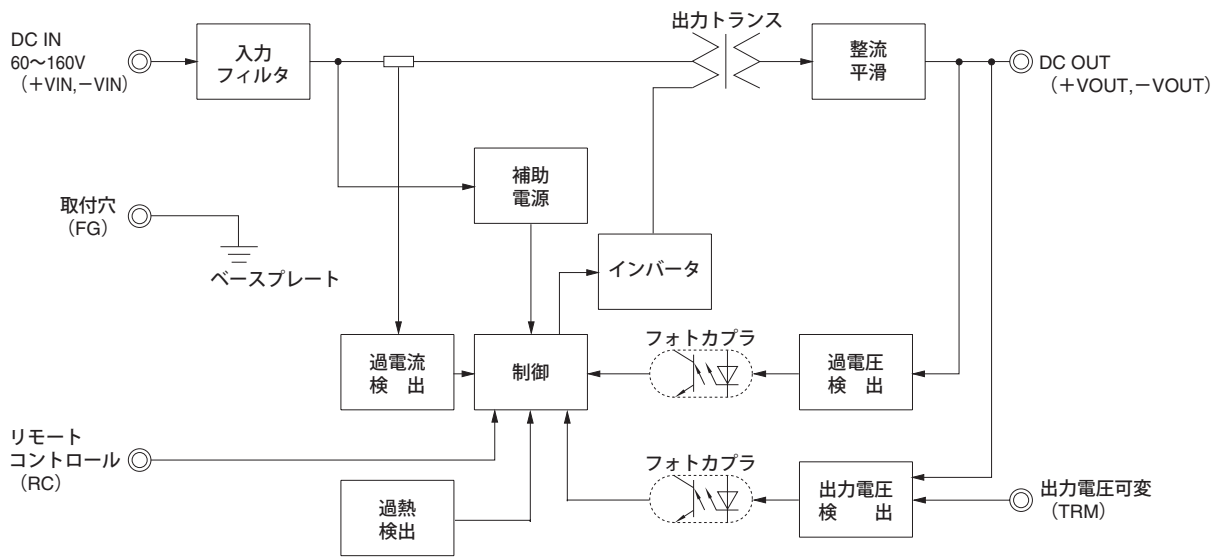 出力トランス
DC IN
60〜160V
（+VIN,−VIN）
入力
フィルタ
整流
平滑
DC OUT
（+VOUT,−VOUT）
補助
電源
取付穴
（FG）
ベースプレート
インバータ
過電流
検　出
制御
フォトカプラ
過電圧
検　出
リモート
コントロール
（RC）
過熱
検出
フォトカプラ
出力電圧
検　　出
出力電圧可変
（TRM）